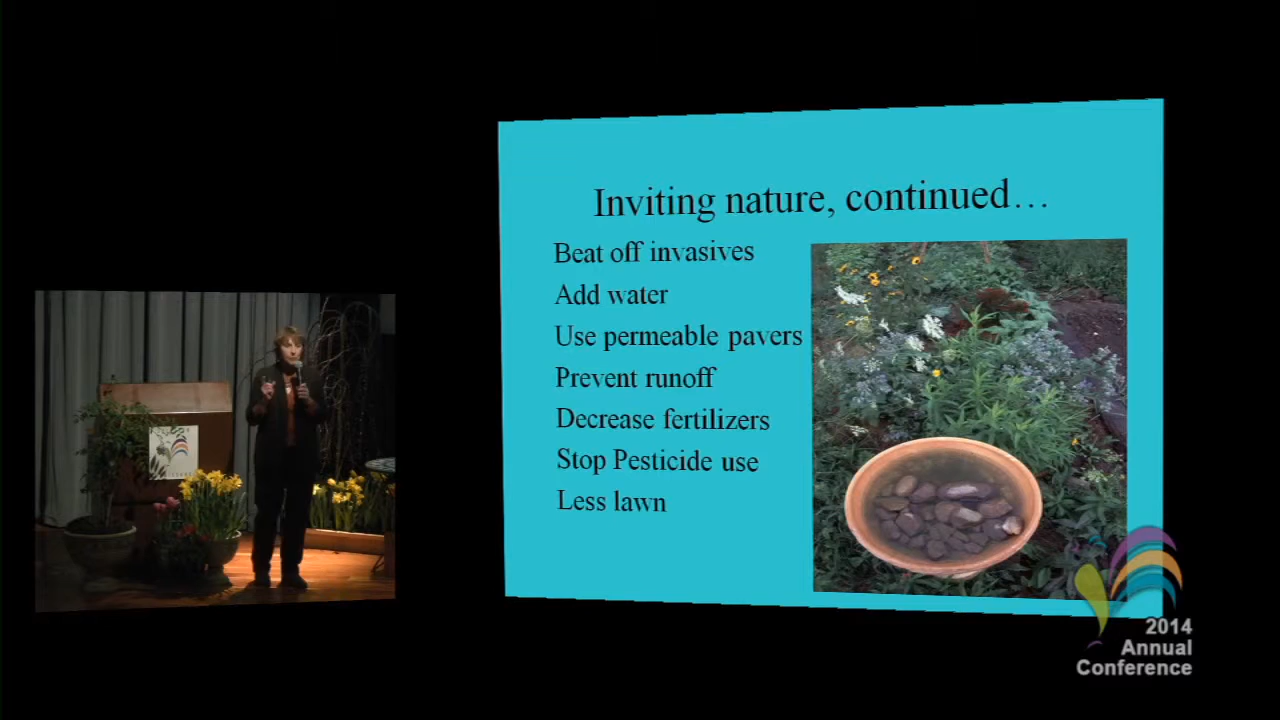 Inviting nature, continued…
Beat off invasives
Add water
Use permeable pavers
Prevent runoff
Decrease fertilizers
Stop Pesticide use
Less lawn
2014
Annual
Conference